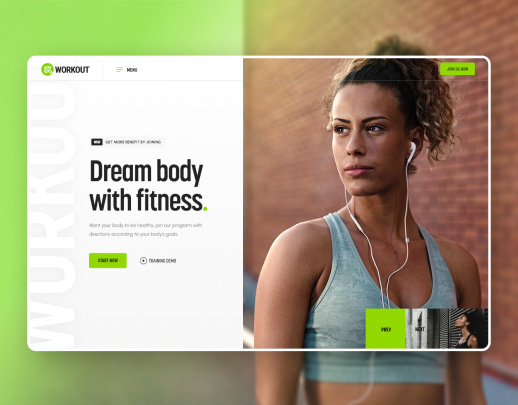 WORKOUT
MENU
JOIN US NOW
WORKOU
NEW GET MORE BENEFIT BY JOINING
Dream body
with fitness.
Want your body to be healthy. join our program with
directions according to your body's goals
START NOW
TRAINING DEMO
PREV
NEXT